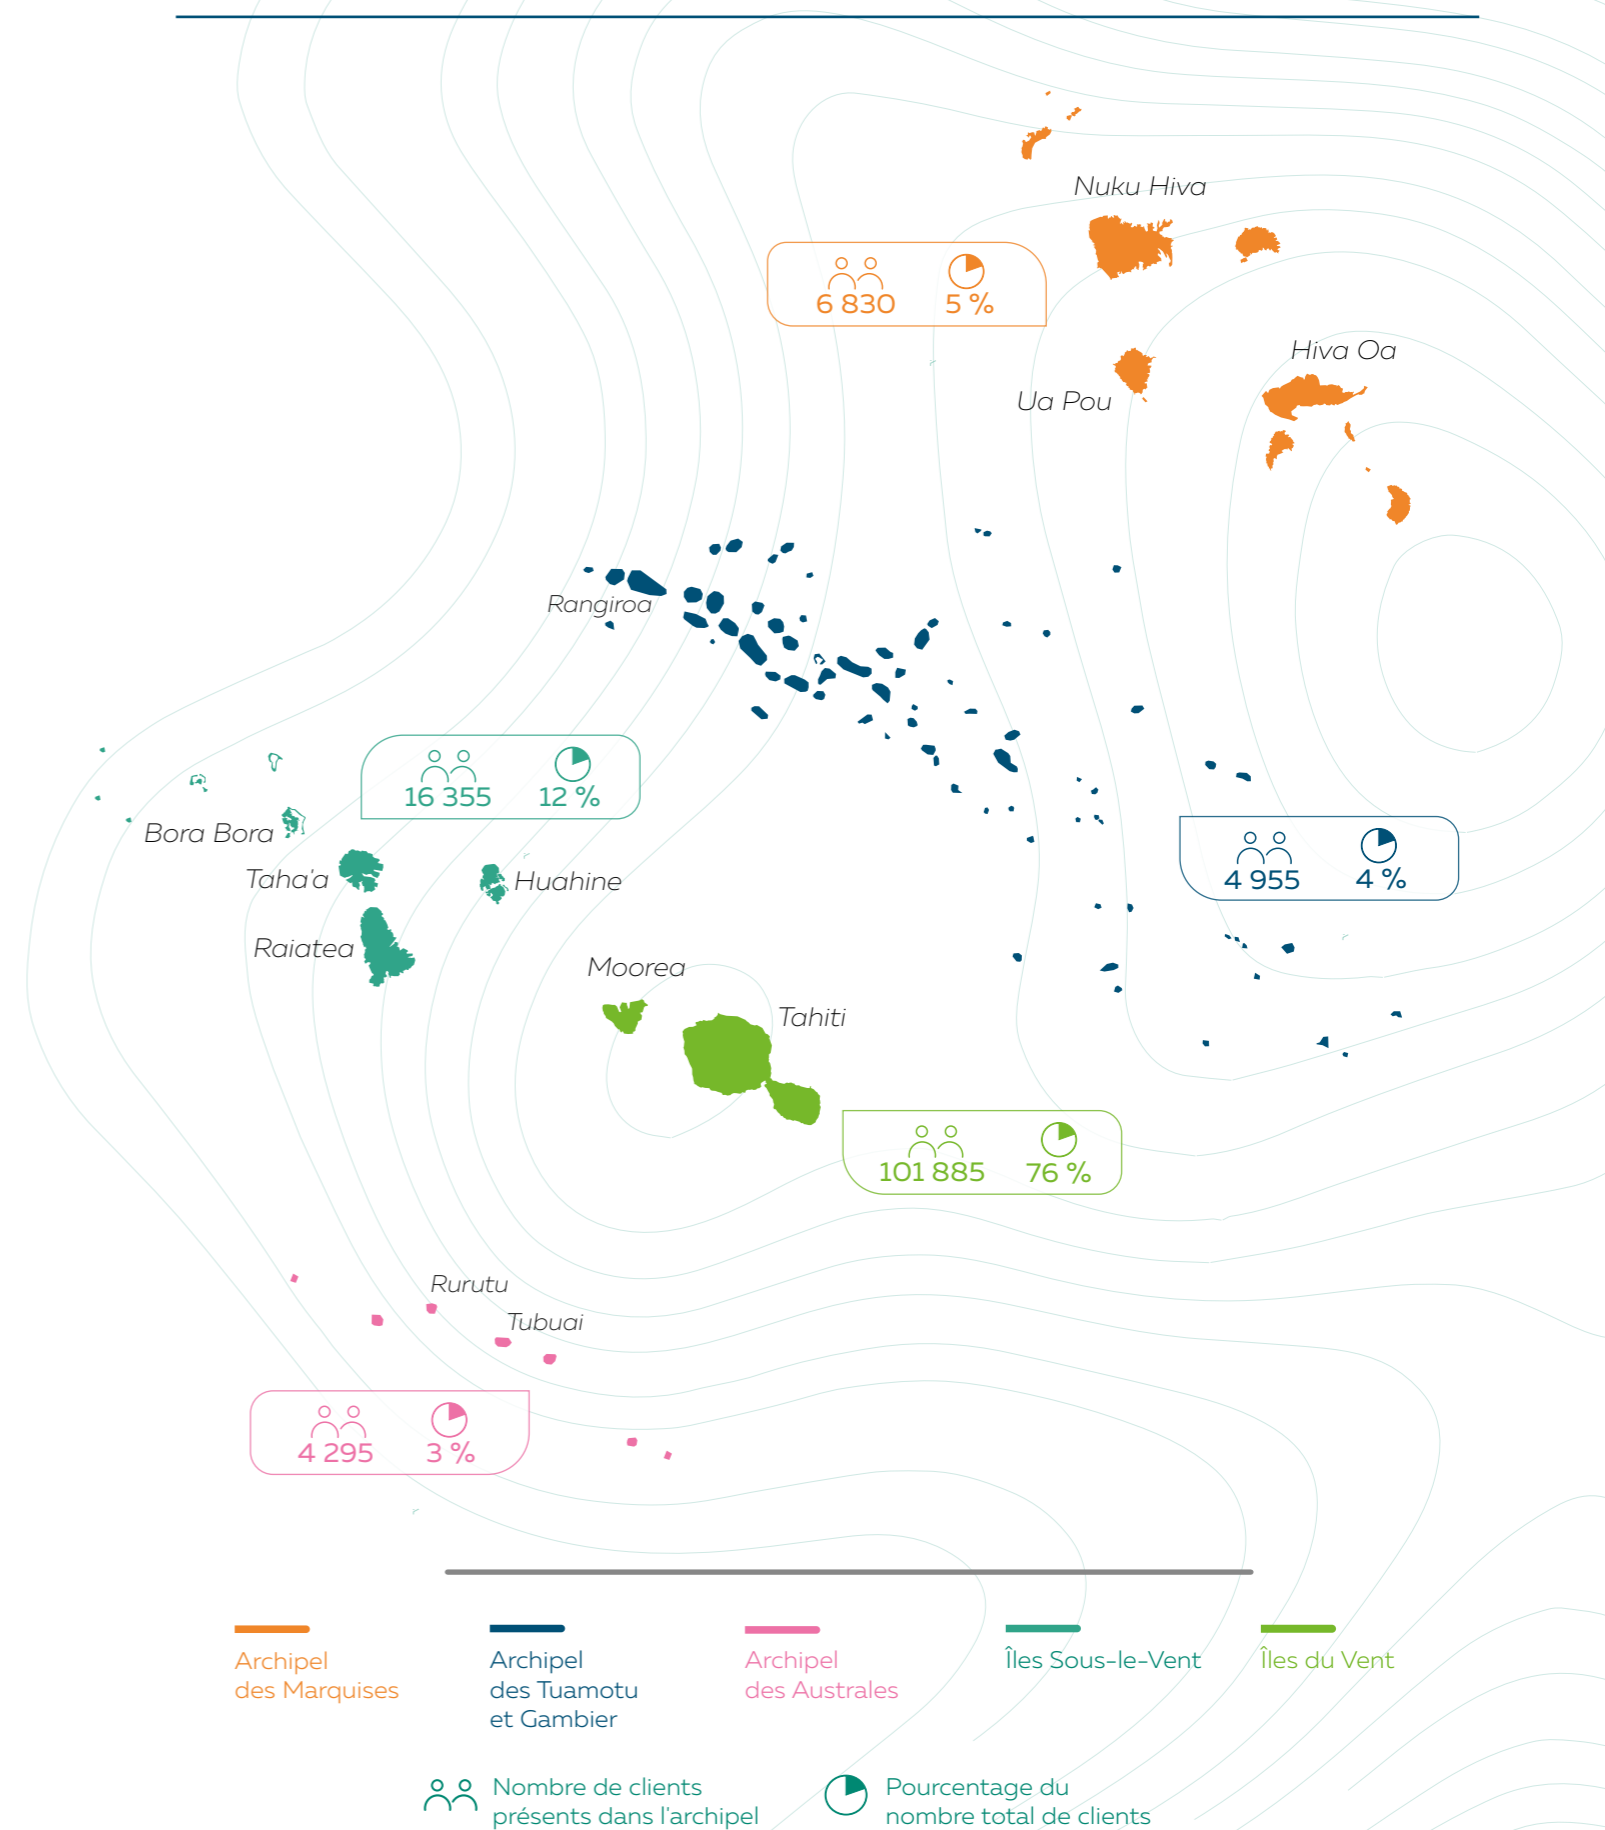 Nuku Hiva
6 830
5 %
Hiva Oa
Ua Pou
Rangiroa
16 355
12 %
Bora Bora
Taha'a
Huahine
4 955
4 %
Raiatea
Moorea
Tahiti
101 885
76 %
Rurutu
Tubuai
4 295
3 %
Archipel
des Marquises
Archipel
des Tuamotu
et Gambier
Archipel
des Australes
Îles Sous-le-Vent
Îles du Vent
Nombre de clients
présents dans l'archipel
Pourcentage du
nombre total de clients